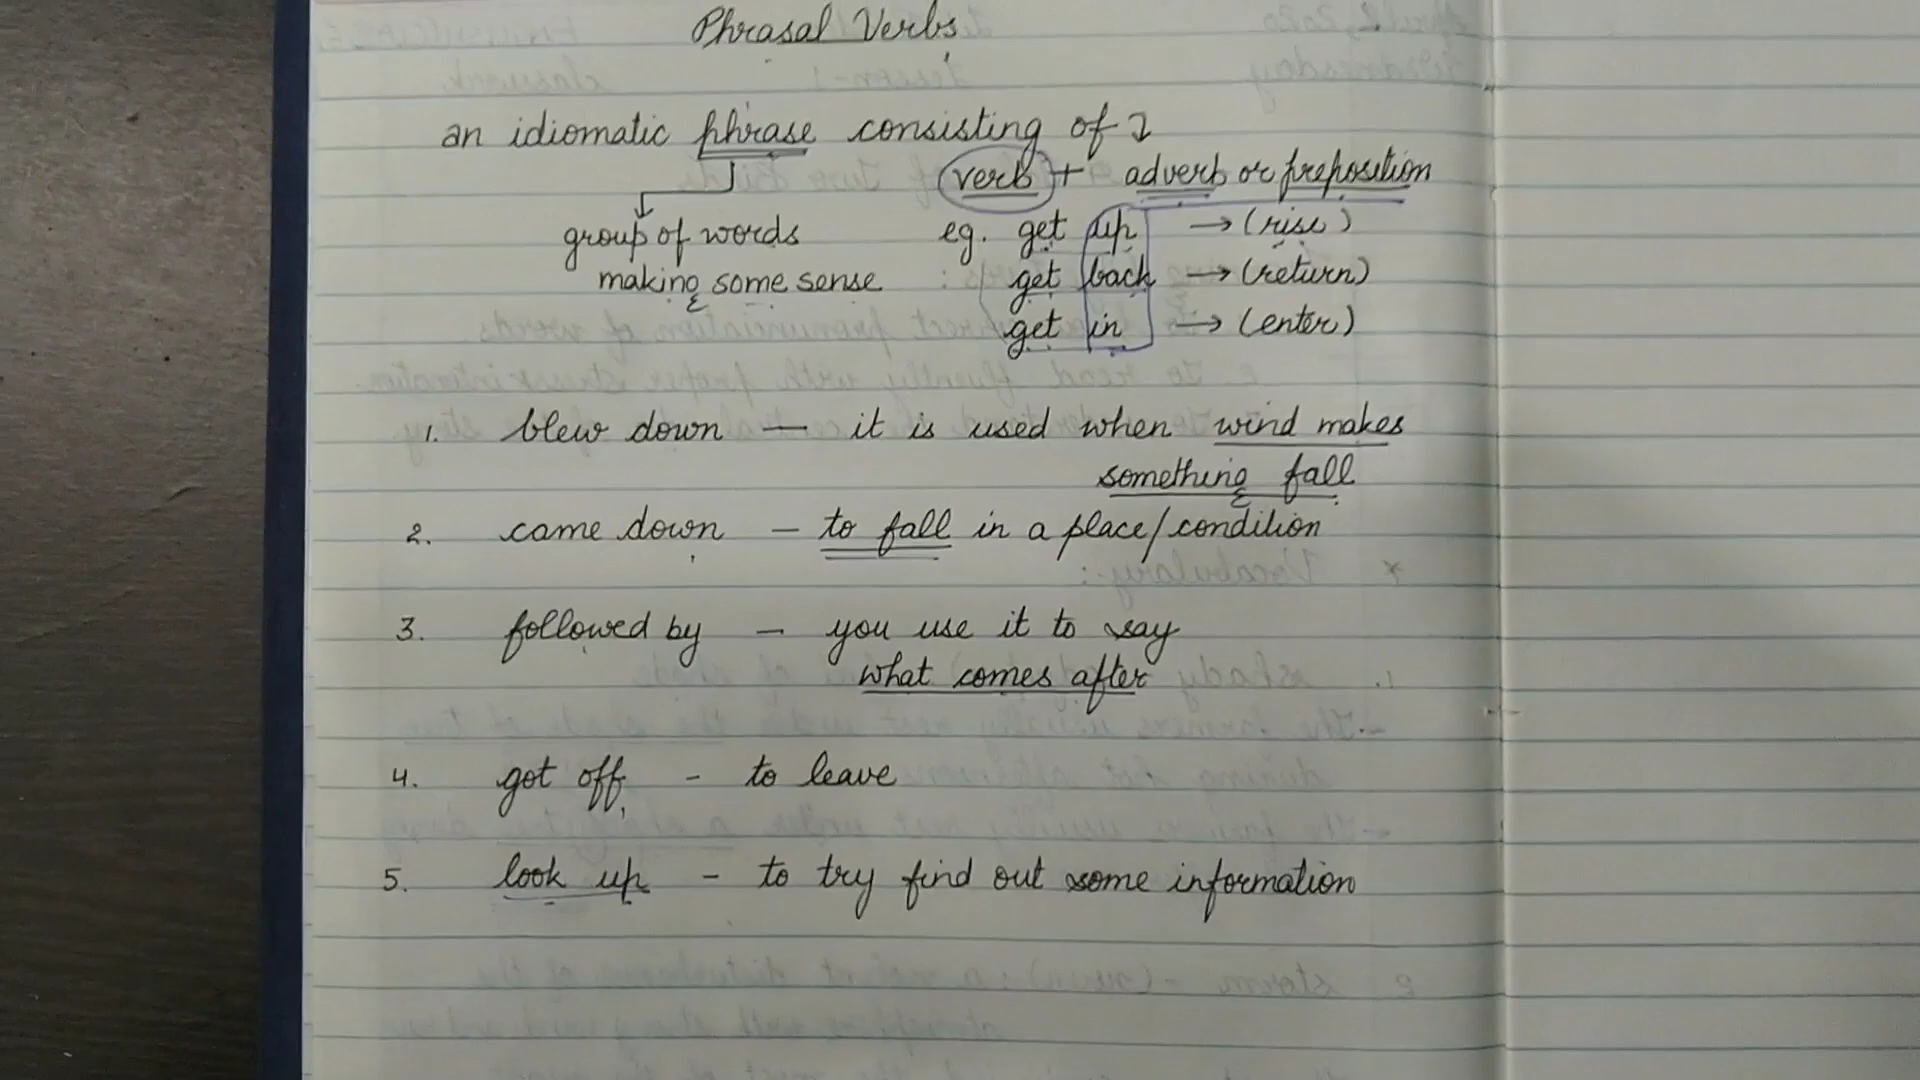 Phrasal Verbs
an idiomatic phrase consisting of 2
verb + adverb or preposition
group of words
making some sense
eg. get up → (rise)
get back → (return)
get in → (enter)
1. blew down — it is used when wind makes
something fall
2. came down – to fall in a place/condition
3. followed by – you use it to say
what comes after
4. got off - to leave
5. look up - to try find out some information